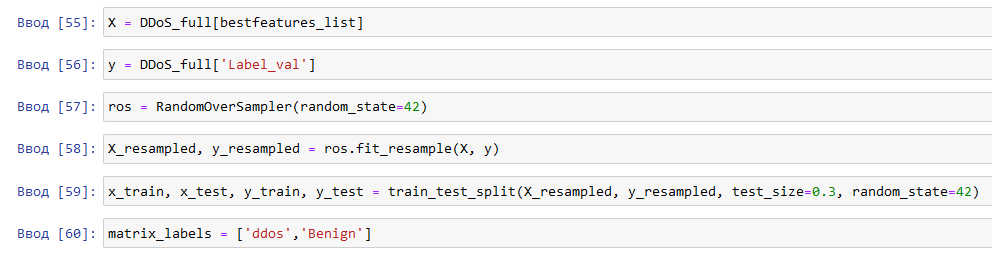 Ввод [55]: X = DDoS_full[bestfeatures_list]
Ввод [56]: y = DDoS_full['Label_val']
Ввод [57]: ros = RandomOverSampler(random_state=42)
Ввод [58]: X_resampled, y_resampled = ros.fit_resample(X, y)
Ввод [59]: x_train, x_test, y_train, y_test = train_test_split(X_resampled, y_resampled, test_size=0.3, random_state=42)
Ввод [60]: matrix_labels = ['ddos','Benign']